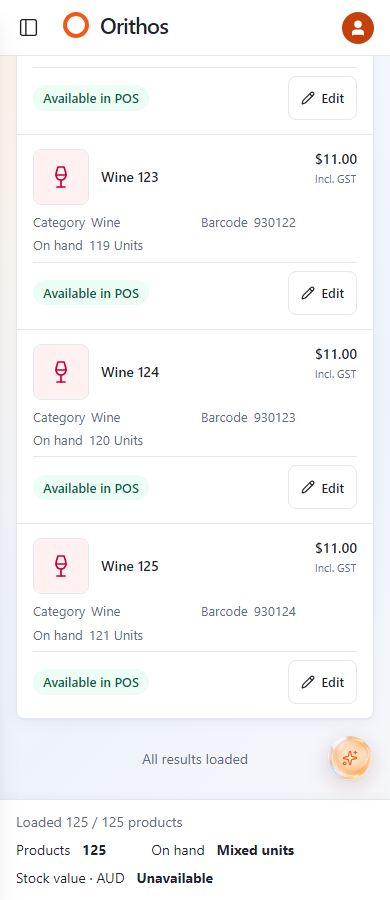 Orithos
Available in POS Edit
Wine 123 $11.00
Incl. GST
Category Wine Barcode 930122
On hand 119 Units
Available in POS Edit
Wine 124 $11.00
Incl. GST
Category Wine Barcode 930123
On hand 120 Units
Available in POS Edit
Wine 125 $11.00
Incl. GST
Category Wine Barcode 930124
On hand 121 Units
Available in POS Edit
All results loaded
Loaded 125 / 125 products
Products 125 On hand Mixed units
Stock value · AUD Unavailable